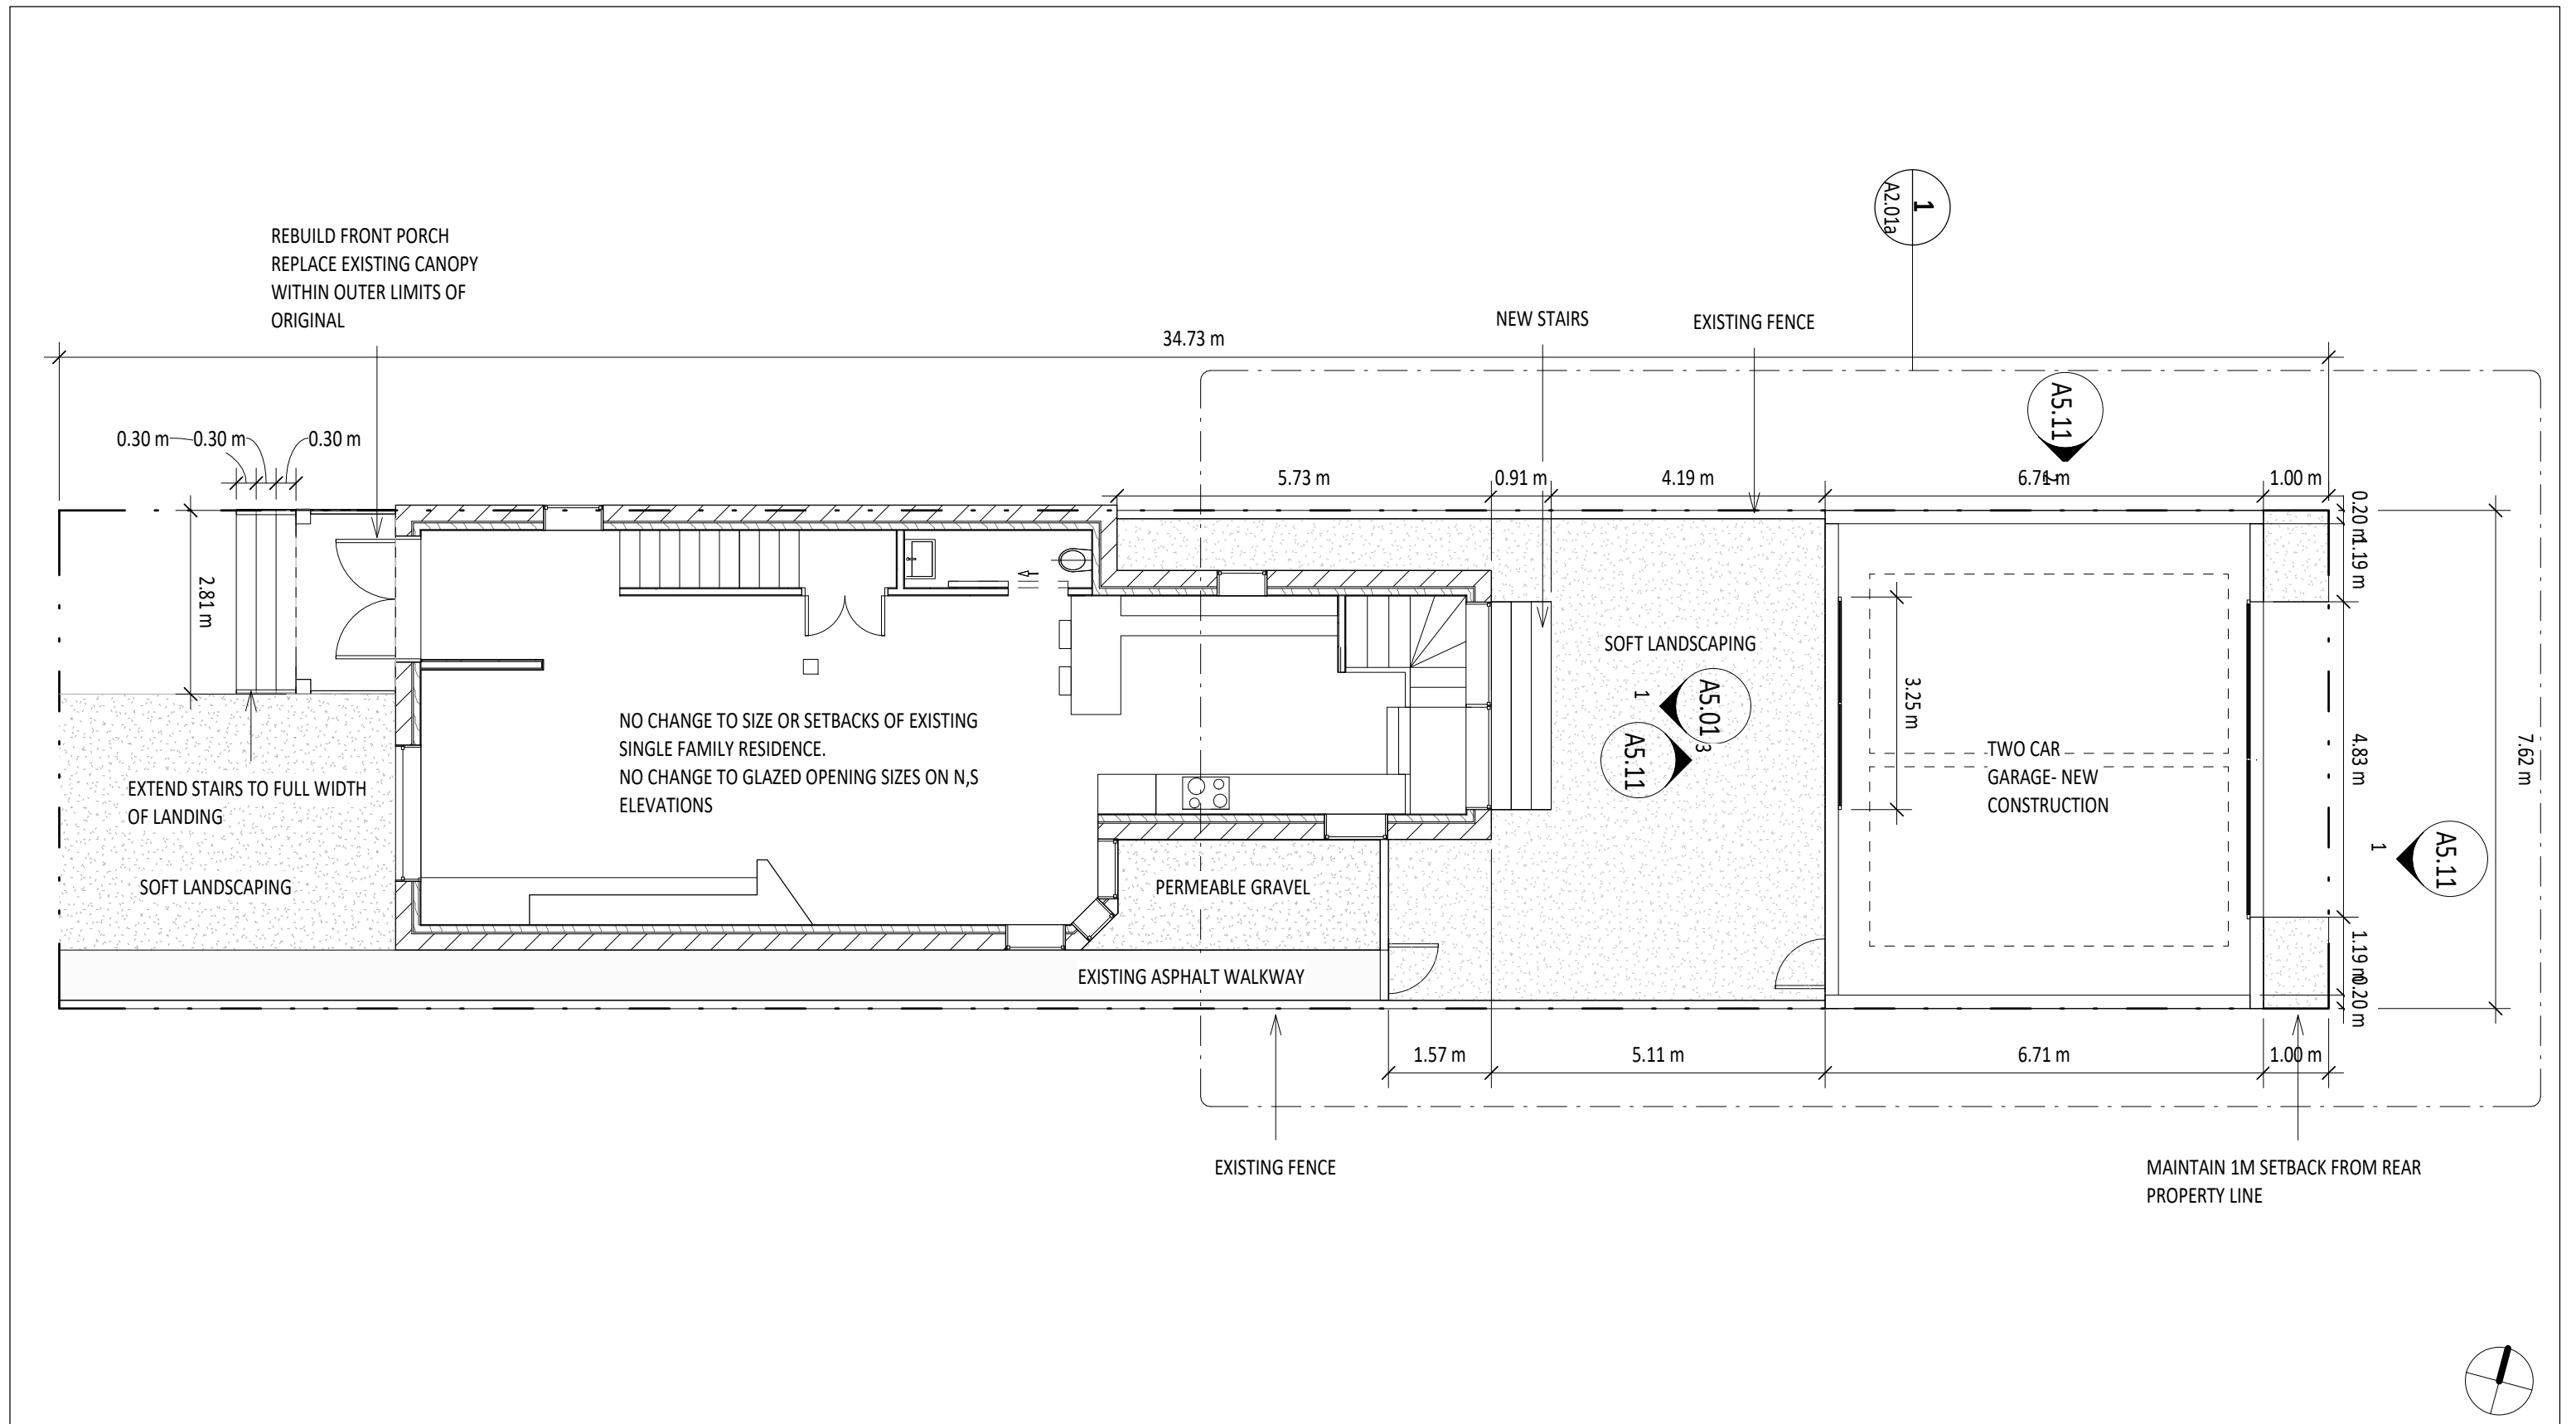 1
A2.01a
REBUILD FRONT PORCH
REPLACE EXISTING CANOPY
WITHIN OUTER LIMITS OF
ORIGINAL
NEW STAIRS
EXISTING FENCE
34.73 m
A5.11
0.30 m
0.30 m
0.30 m
5.73 m
0.91 m
4.19 m
6.71 m
1.00 m
0.20 m
1.19 m
2.81 m
SOFT LANDSCAPING
A5.01
1
3
A5.11
3.25 m
NO CHANGE TO SIZE OR SETBACKS OF EXISTING
SINGLE FAMILY RESIDENCE.
NO CHANGE TO GLAZED OPENING SIZES ON N,S
ELEVATIONS
TWO CAR
GARAGE- NEW
CONSTRUCTION
4.83 m
7.62 m
EXTEND STAIRS TO FULL WIDTH
OF LANDING
1
A5.11
SOFT LANDSCAPING
PERMEABLE GRAVEL
1.19 m
0.20 m
EXISTING ASPHALT WALKWAY
1.57 m
5.11 m
6.71 m
1.00 m
EXISTING FENCE
MAINTAIN 1M SETBACK FROM REAR
PROPERTY LINE